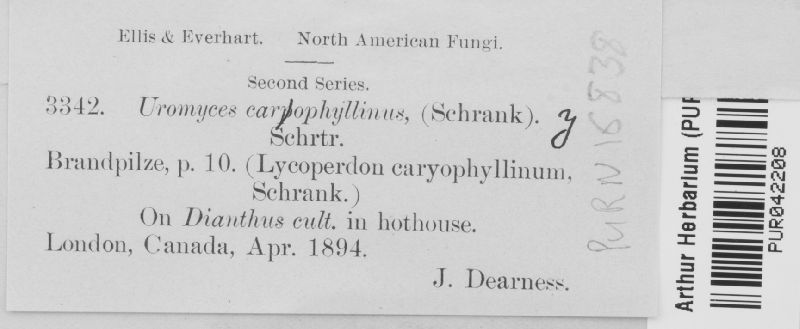 Ellis & Everhart. North American Fungi.
Second Series.
3342. Uromyces caryophyllinus, (Schrank). y
Schrtr.
Brandpilze, p. 10. (Lycoperdon caryophyllinum,
Schrank.)
On Dianthus cult. in hothouse.
London, Canada, Apr. 1894.
J. Dearness.
PUR N16838
Arthur Herbarium (PUR
PUR042208